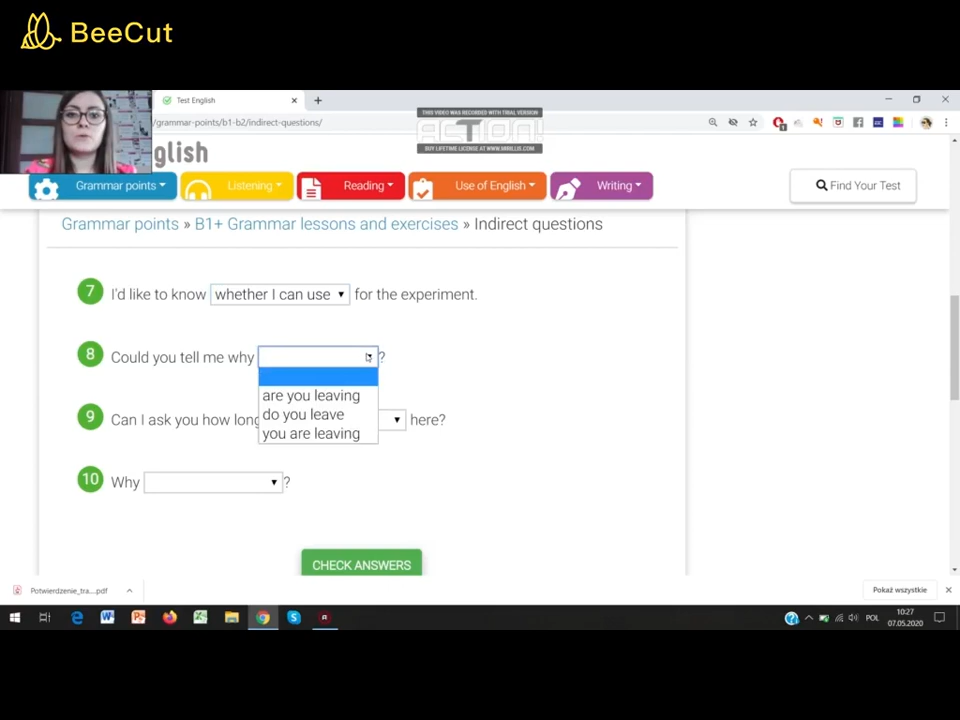 BeeCut
Test English
/grammar-points/b1-b2/indirect-questions/
THIS VIDEO WAS RECORDED WITH TRIAL VERSION
ACTION!
BUY LIFETIME LICENSE AT WWW.MIRILLIS.COM
glish
Grammar points
Listening
Reading
Use of English
Writing
Find Your Test
Grammar points » B1+ Grammar lessons and exercises » Indirect questions
7 I'd like to know whether I can use for the experiment.
8 Could you tell me why ?
are you leaving
do you leave
you are leaving
9 Can I ask you how long here?
10 Why ?
CHECK ANSWERS
Potwierdzenie_tra....pdf
Pokaż wszystkie
POL
10:27
07.05.2020